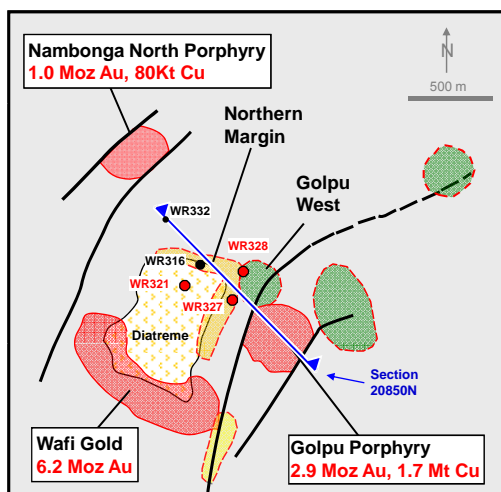 Nambonga North Porphyry
1.0 Moz Au, 80Kt Cu
N
500 m
Northern
Margin
Golpu
West
WR332
WR316
WR328
WR321
WR327
Diatreme
Section
20850N
Wafi Gold
6.2 Moz Au
Golpu Porphyry
2.9 Moz Au, 1.7 Mt Cu